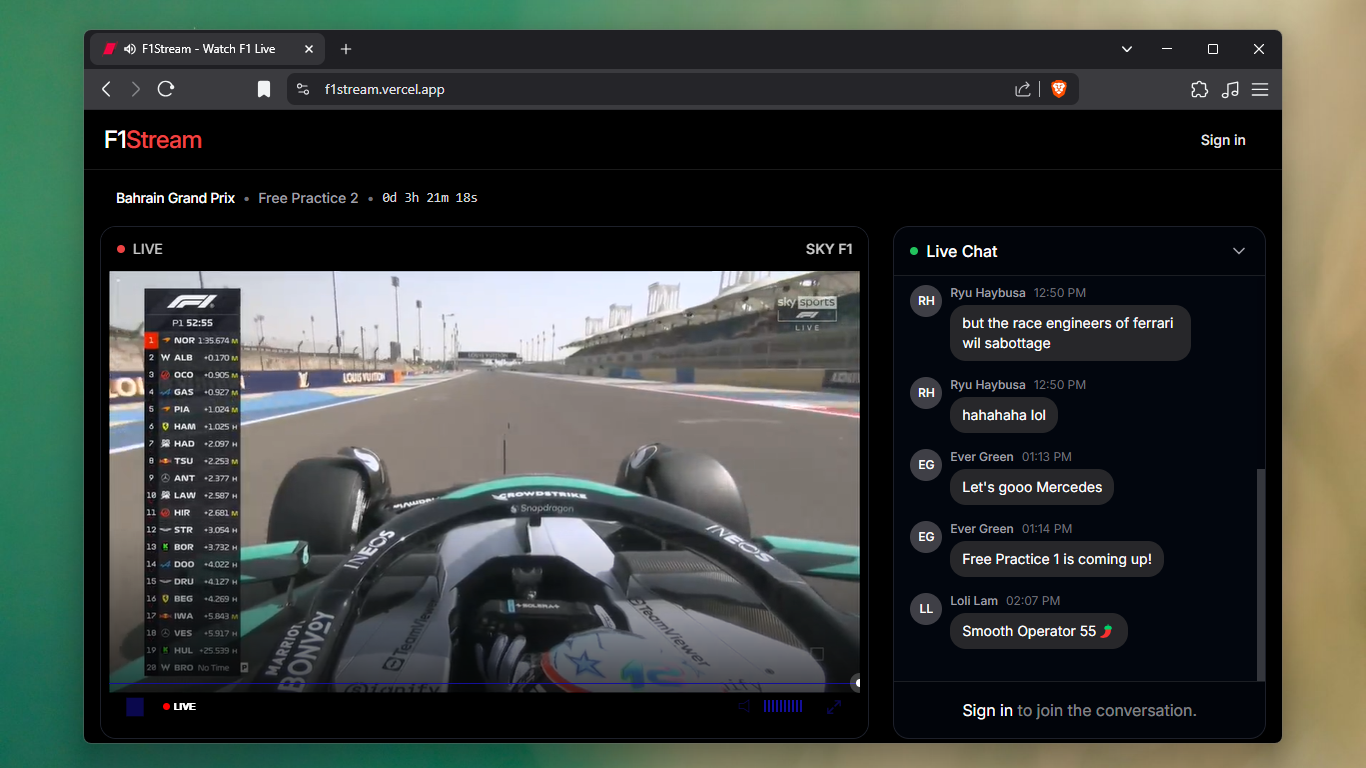 F1Stream - Watch F1 Live
f1stream.vercel.app
F1Stream
Sign in
Bahrain Grand Prix • Free Practice 2 • 0d 3h 21m 18s
LIVE
SKY F1
F1
P1 52:55
1 NOR 1:35.674 M
2 W ALB +0.170 M
3 OCO +0.905 M
4 GAS +0.927 M
5 PIA +1.024 M
6 HAM +1.025 H
7 HAD +2.097 H
8 TSU +2.253 M
9 ANT +2.377 H
10 LAW +2.587 H
11 HIR +2.681 M
12 STR +3.054 H
13 BOR +3.732 H
14 DOO +4.022 H
15 DRU +4.127 H
16 BEG +4.269 H
17 IWA +5.843 M
18 VES +5.917 H
19 HUL +25.539 H
20 W BRO No Time P
sky sports
F1
LIVE
LOUIS VUITTON
CROWDSTRIKE
Snapdragon
INEOS
INEOS
SOLERA
TeamViewer
TeamViewer
MARRIOTT
BONVOY
LIVE
Live Chat
RH
Ryu Haybusa 12:50 PM
but the race engineers of ferrari
wil sabottage
RH
Ryu Haybusa 12:50 PM
hahahaha lol
EG
Ever Green 01:13 PM
Let's gooo Mercedes
EG
Ever Green 01:14 PM
Free Practice 1 is coming up!
LL
Loli Lam 02:07 PM
Smooth Operator 55 🌶️
Sign in to join the conversation.